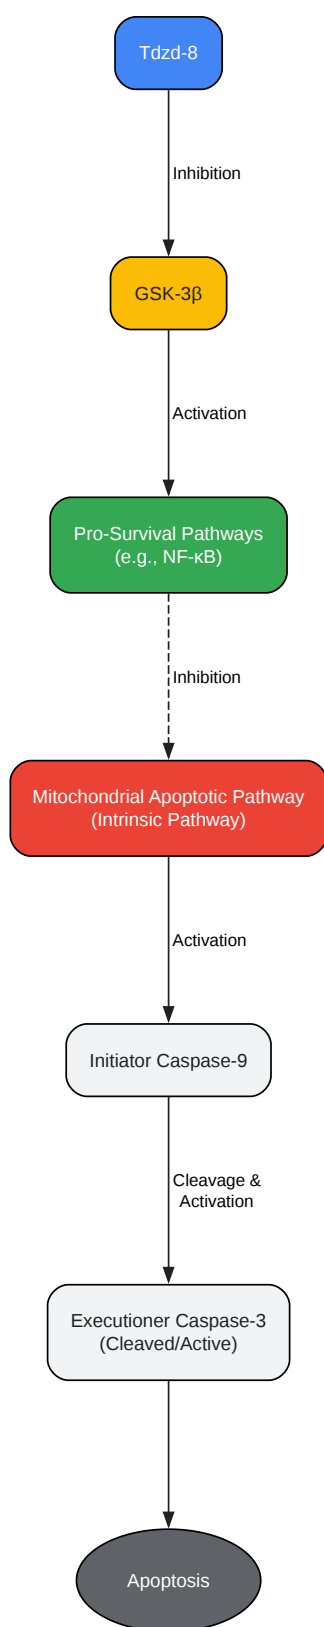 Tdzd-8
Inhibition
GSK-3β
Activation
Pro-Survival Pathways
(e.g., NF-κB)
Inhibition
Mitochondrial Apoptotic Pathway
(Intrinsic Pathway)
Activation
Initiator Caspase-9
Cleavage &
Activation
Executioner Caspase-3
(Cleaved/Active)
Apoptosis